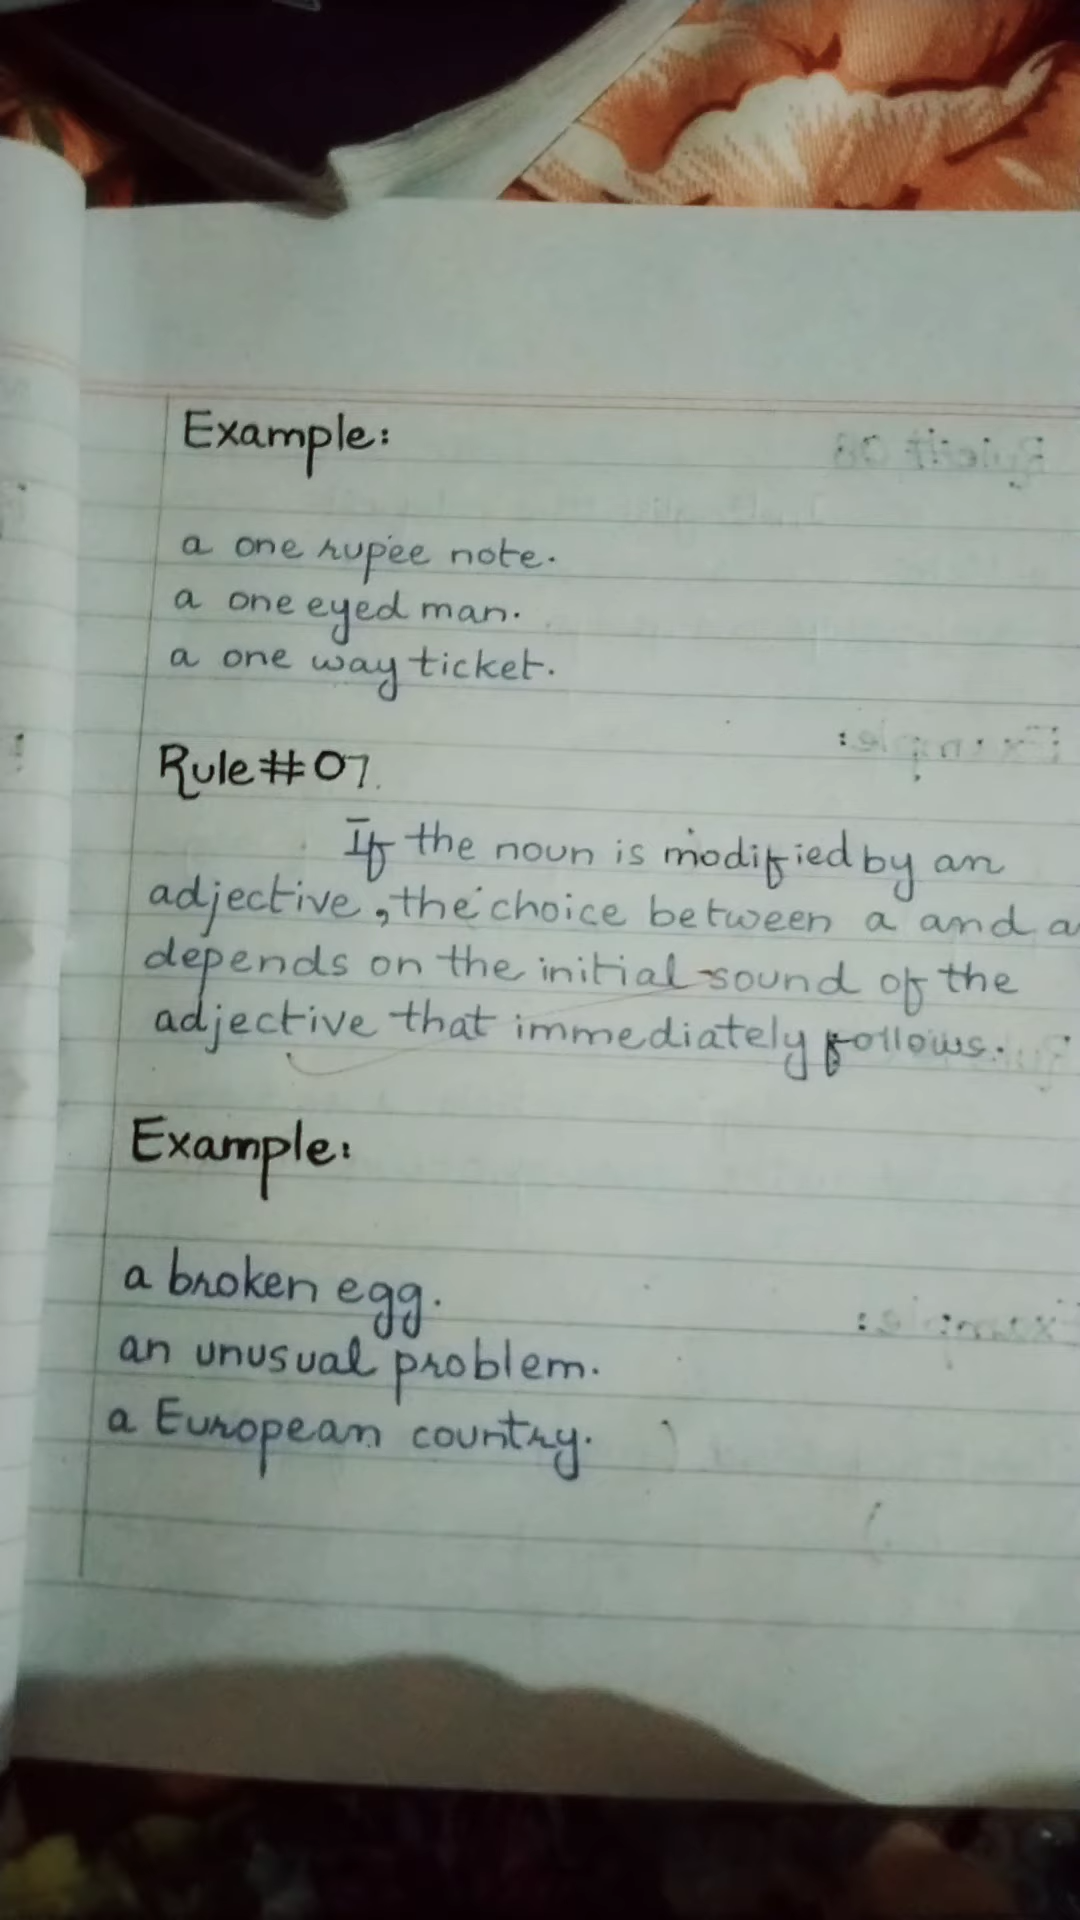 Example:
a one rupee note.
a one eyed man.
a one way ticket.
Rule#07.
If the noun is modified by an
adjective, the choice between a and a
depends on the initial sound of the
adjective that immediately follows.
Example:
a broken egg.
an unusual problem.
a European country.